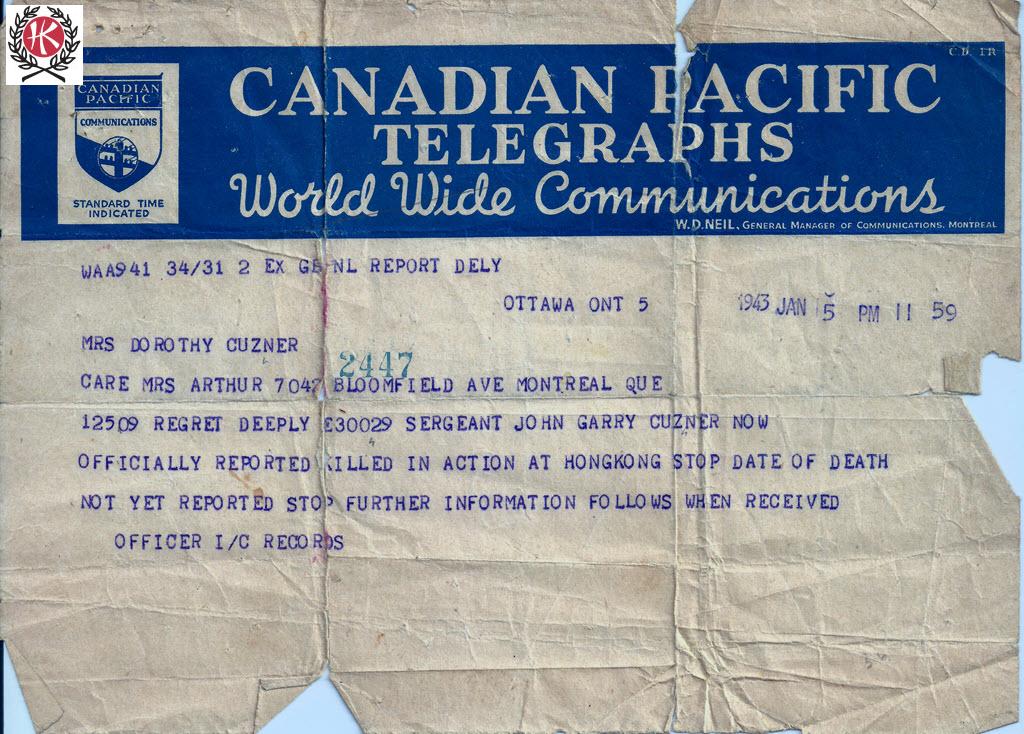 HK
C.D. 1R
CANADIAN PACIFIC
COMMUNICATIONS
STANDARD TIME
INDICATED
CANADIAN PACIFIC
TELEGRAPHS
World Wide Communications
W.D. NEIL, GENERAL MANAGER OF COMMUNICATIONS, MONTREAL
WAA941 34/31 2 EX GB NL REPORT DELY
OTTAWA ONT 5 1943 JAN 5 PM 11 59
MRS DOROTHY CUZNER
2447
CARE MRS ARTHUR 7047 BLOOMFIELD AVE MONTREAL QUE
12509 REGRET DEEPLY E30029 SERGEANT JOHN GARRY CUZNER NOW
OFFICIALLY REPORTED KILLED IN ACTION AT HONGKONG STOP DATE OF DEATH
NOT YET REPORTED STOP FURTHER INFORMATION FOLLOWS WHEN RECEIVED
OFFICER I/C RECORDS